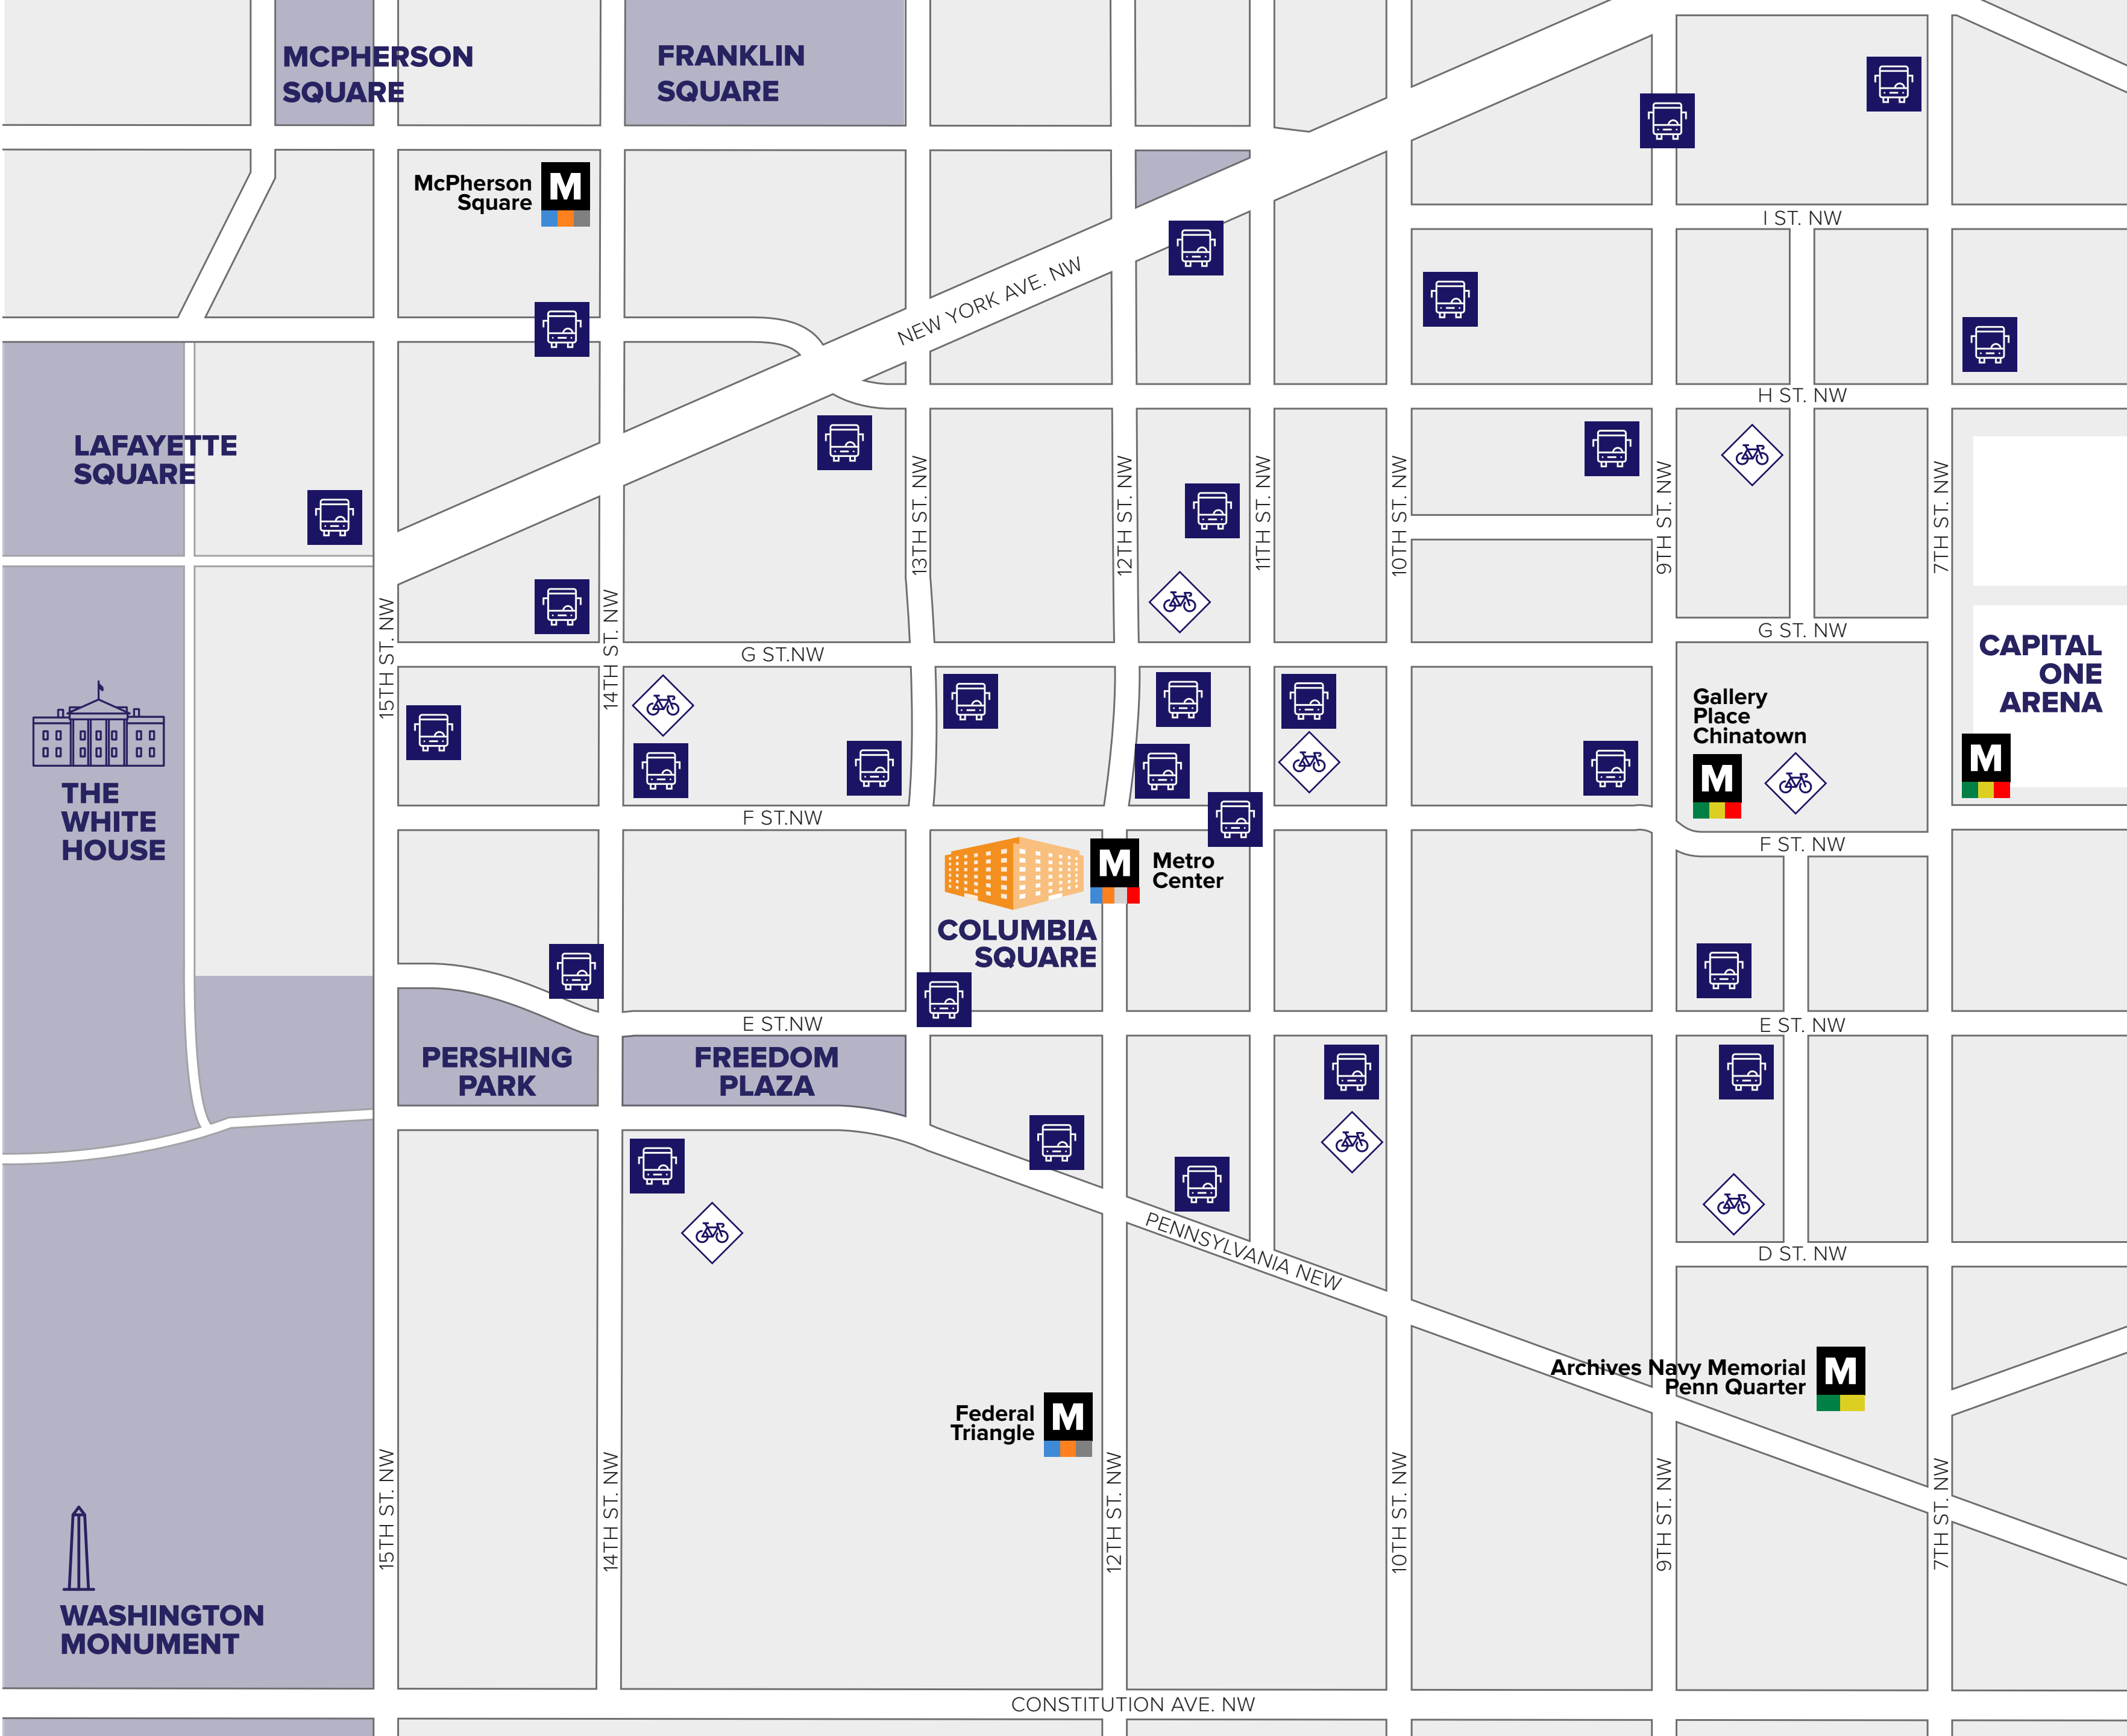 MCPHERSON
SQUARE
FRANKLIN
SQUARE
McPherson
Square
M
I ST. NW
NEW YORK AVE. NW
H ST. NW
LAFAYETTE
SQUARE
13TH ST. NW
12TH ST. NW
11TH ST. NW
10TH ST. NW
9TH ST. NW
7TH ST. NW
15TH ST. NW
14TH ST. NW
G ST.NW
G ST. NW
CAPITAL
ONE
ARENA
M
Gallery
Place
Chinatown
M
THE
WHITE
HOUSE
F ST.NW
F ST. NW
M
Metro
Center
COLUMBIA
SQUARE
E ST.NW
E ST. NW
PERSHING
PARK
FREEDOM
PLAZA
PENNSYLVANIA NEW
D ST. NW
Archives Navy Memorial
Penn Quarter
M
Federal
Triangle
M
15TH ST. NW
14TH ST. NW
12TH ST. NW
10TH ST. NW
9TH ST. NW
7TH ST. NW
WASHINGTON
MONUMENT
CONSTITUTION AVE. NW